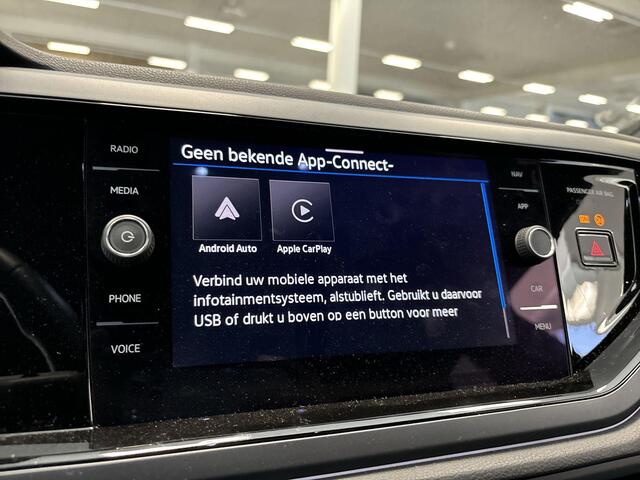 RADIO
MEDIA
PHONE
VOICE
Geen bekende App-Connect-
Android Auto
Apple CarPlay
Verbind uw mobiele apparaat met het
infotainmentsysteem, alstublieft. Gebruikt u daarvoor
USB of drukt u boven op een button voor meer
NAV
APP
CAR
MENU
PASSENGER AIR BAG